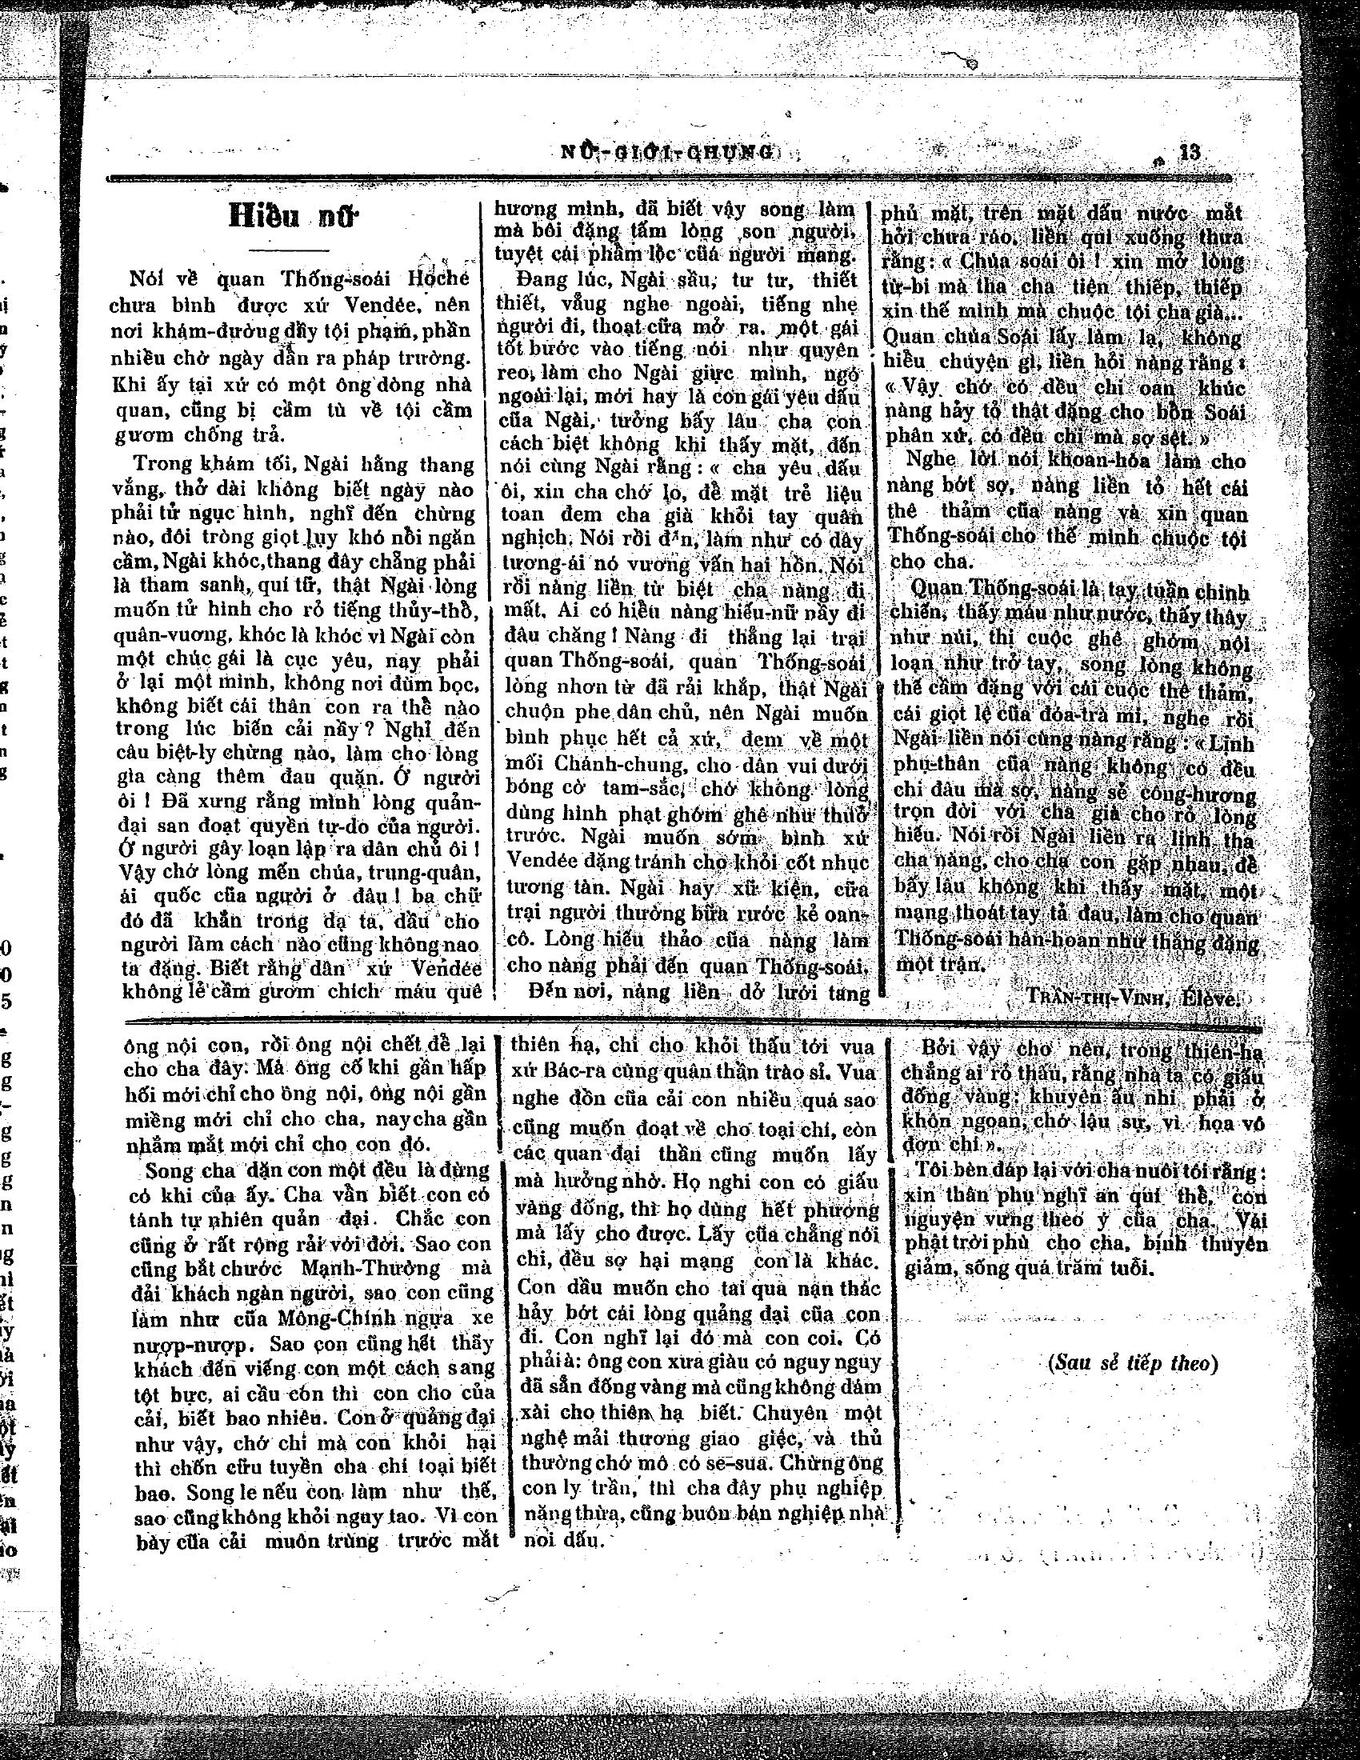 NỮ-GIỚI-CHUNG
13
Hiều nữ
Nói về quan Thống-soái Hoche
chưa bình được xứ Vendée, nên
nơi khám-đường đầy tội phạm, phần
nhiều chờ ngày dẫn ra pháp trường.
Khi ấy tại xứ có một ông dòng nhà
quan, cũng bị cầm tù về tội cầm
gươm chống trả.
Trong khám tối, Ngài hằng thang
vắng, thở dài không biết ngày nào
phải tử ngục hình, nghĩ đến chừng
nào, đôi tròng giọt lụy khó nồi ngăn
cầm, Ngài khóc, thang đây chẳng phải
là tham sanh, quí tữ, thật Ngài lòng
muốn tử hình cho rỏ tiếng thủy-thồ,
quân-vuơng, khóc là khóc vì Ngài còn
một chúc gái là cục yêu, nay phải
ở lại một mình, không nơi đùm bọc,
không biết cái thân con ra thế nào
trong lúc biến cải nầy? Nghỉ đến
câu biệt-ly chừng nào, làm cho lòng
gìa càng thêm đau quặn. Ớ người
ôi! Đã xưng rằng mình lòng quản-
đại san đoạt quyền tự-do của người.
Ớ người gây loạn lập ra dân chủ ôi!
Vậy chớ lòng mến chúa, trung-quân,
ái quốc của người ở đâu! ba chữ
đó đã khắn trong dạ ta, dầu cho
người làm cách nào cũng không nao
ta đặng. Biết rằng dân xứ Vendée
không lẻ cầm gươm chích máu quê
hương mình, đã biết vậy song làm
mà bôi đặng tấm lòng son người,
tuyệt cái phầm lộc của người mang.
Đang lúc, Ngài sầu, tư tư, thiết
thiết, vẳug nghe ngoài, tiếng nhẹ
người đi, thoạt cữa mở ra, một gái
tốt bước vào tiếng nói như quyên
reo, làm cho Ngài giực mình, ngó
ngoài lại, mới hay là con gái yêu dấu
của Ngài, tưởng bấy lâu cha con
cách biệt không khi thấy mặt, đến
nói cùng Ngài rằng: « cha yêu dấu
ôi, xin cha chớ lo, đề mặt trẻ liệu
toan đem cha già khỏi tay quân
nghịch. Nói rồi làm như có dây
tương-ái nó vương vấn hai hồn. Nói
rồi nàng liền từ biệt cha nàng đi
mất. Ai có hiều nàng hiếu-nữ nầy đi
đâu chăng! Nàng đi thẳng lại trại
quan Thống-soái, quan Thống-soái
lòng nhơn từ đã rải khắp, thật Ngài
chuộn phe dân chủ, nên Ngài muốn
bình phục hết cả xứ, đem về một
mối Chánh-chung, cho dân vui dưới
bóng cờ tam-sắc, chớ không lòng
dùng hình phạt ghớm ghê như thuở
trước. Ngài muốn sớm bình xứ
Vendée đặng tránh cho khỏi cốt nhục
tương tàn. Ngài hay xữ kiện, cữa
trại người thường bữa rước kẻ oan-
cô. Lòng hiếu thảo của nàng làm
cho nàng phải đến quan Thống-soái.
Đến nơi, nàng liền dở lưới tang
phủ mặt, trên mặt dấu nước mắt
hởi chưa ráo, liền quì xuống thưa
rằng: « Chúa soái ôi! xin mở lòng
từ-bi mà tha cha tiện thiếp, thiếp
xin thế mình mà chuộc tội cha già...
Quan chúa Soái lấy làm lạ, không
hiểu chuyện gì, liền hỏi nàng rằng:
« Vậy chớ có đều chi oan khúc
nàng hảy tỏ thật đặng cho bồn Soái
phân xử, có đều chi mà sợ sệt. »
Nghe lời nói khoan-hòa làm cho
nàng bớt sợ, nàng liền tỏ hết cái
thê thảm của nàng và xin quan
Thống-soái cho thế mình chuộc tội
cho cha.
Quan Thống-soái là tay tuần chinh
chiến, thấy máu như nước, thấy thây
như núi, thì cuộc ghê ghớm nội
loạn như trở tay, song lòng không
thế cầm đặng với cái cuộc thê thảm,
cái giọt lệ của đóa-trà mi, nghe rồi
Ngài liền nói cùng nàng rằng: « Lịnh
phụ-thân của nàng không có đều
chi đâu mà sợ, nàng sẻ công-hương
trọn đời với cha già cho rỏ lòng
hiếu. Nói rồi Ngài liền ra lịnh tha
cha nàng, cho cha con gặp nhau, đề
bấy lâu không khi thấy mặt, một
mạng thoát tay tả đau, làm cho quan
Thống-soái hân-hoan như thắng đặng
một trận.
TRẦN-THỊ-VINH, Élève.
ông nội con, rồi ông nội chết đề lại
cho cha đây. Mà ông cố khi gần hấp
hối mới chỉ cho ông nội, ông nội gần
miềng mới chỉ cho cha, nay cha gần
nhắm mắt mới chỉ cho con đó.
Song cha dặn con một đều là đừng
có khi của ấy. Cha vẫn biết con có
tánh tự nhiên quản đại. Chắc con
cũng ở rất rộng rải với đời. Sao con
cũng bắt chước Mạnh-Thường mà
đải khách ngàn người, sao con cũng
làm như của Mông-Chính ngựa xe
nượp-nượp. Sao con cũng hết thầy
khách đến viếng con một cách sang
tột bực, ai cầu cón thì con cho của
cải, biết bao nhiêu. Con ở quảng đại
như vậy, chớ chi mà con khỏi hại
thì chốn cữu tuyền cha chí toại biết
bao. Song le nếu con làm như thế,
sao cũng không khỏi nguy tao. Vì con
bày của cải muôn trùng trước mắt
thiên hạ, chi cho khỏi thấu tới vua
xứ Bác-ra cùng quân thần trào sĩ. Vua
nghe đồn của cải con nhiều quá sao
cũng muốn đoạt về cho toại chí, còn
các quan đại thần cũng muốn lấy
mà hưởng nhờ. Họ nghi con có giấu
vàng đống, thì họ dùng hết phương
mà lấy cho được. Lấy của chẳng nói
chi, đều sợ hại mạng con là khác.
Con dầu muốn cho tai qua nạn thác
hảy bớt cái lòng quảng đại của con
đi. Con nghĩ lại đó mà con coi. Có
phải à: ông con xưa giàu có nguy nguy
đã sẳn đống vàng mà cũng không dám
xài cho thiên hạ biết. Chuyên một
nghệ mải thương giao giệc, và thủ
thường chớ mô có se-sua. Chừng ông
con ly trần, thì cha đây phụ nghiệp
năng thừa, cũng buôn bán nghiệp nhà
noi dấu.
Bởi vậy cho nên, trong thiên-hạ
chẳng ai rỏ thấu, rằng nhà ta có giấu
đống vàng: khuyên ấu nhi phải ở
khôn ngoan, chớ lậu sự, vì họa vô
đơn chí ».
Tôi bèn đáp lại với cha nuôi tôi rằng:
xin thân phụ nghĩ an quí thể, con
nguyện vưng theo ý của cha. Vái
phật trời phù cho cha, bịnh thuyên
giảm, sống quá trăm tuổi.
(Sau sẻ tiếp theo)